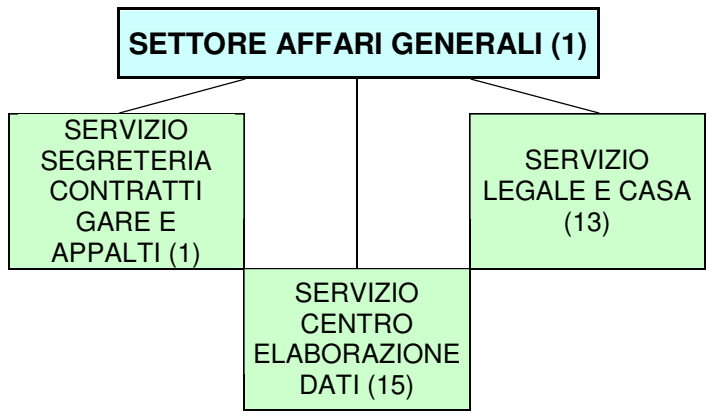 SETTORE AFFARI GENERALI (1)
SERVIZIO
SEGRETERIA
CONTRATTI
GARE E
APPALTI (1)
SERVIZIO
LEGALE E CASA
(13)
SERVIZIO
CENTRO
ELABORAZIONE
DATI (15)